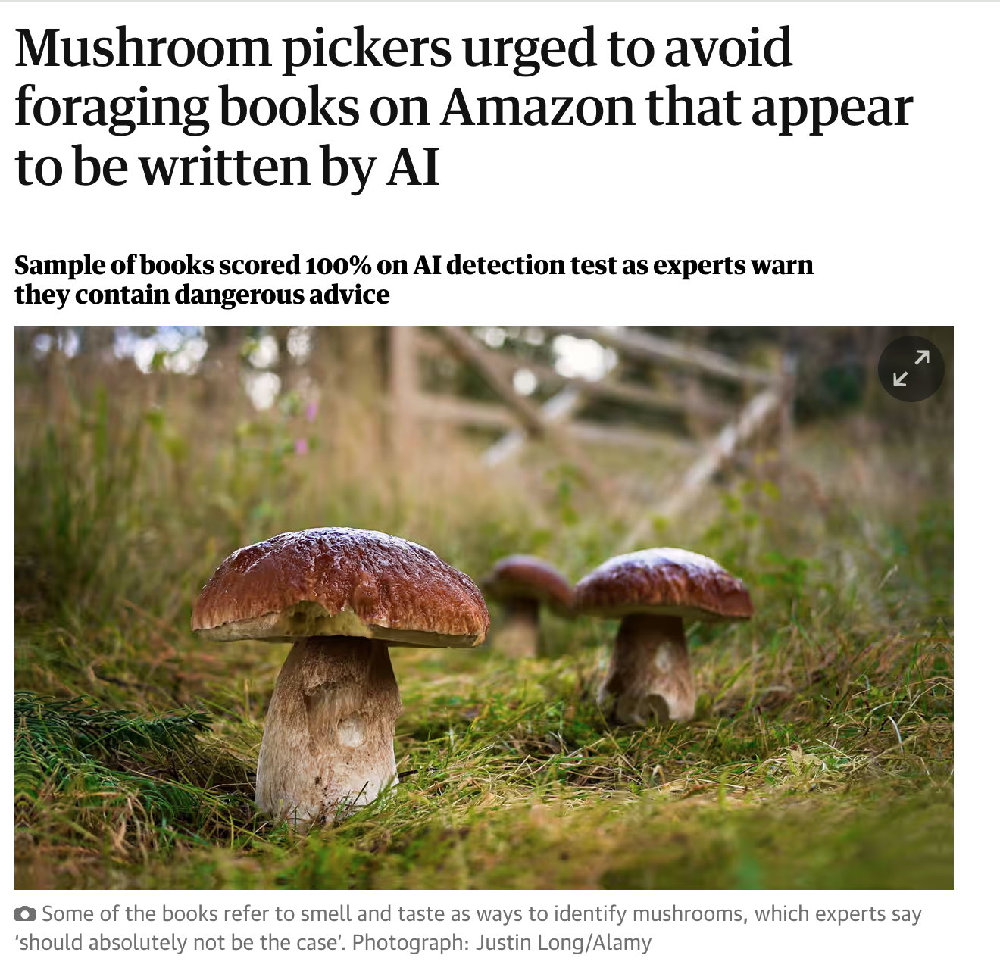 Mushroom pickers urged to avoid
foraging books on Amazon that appear
to be written by AI
Sample of books scored 100% on AI detection test as experts warn
they contain dangerous advice
Some of the books refer to smell and taste as ways to identify mushrooms, which experts say
‘should absolutely not be the case’. Photograph: Justin Long/Alamy